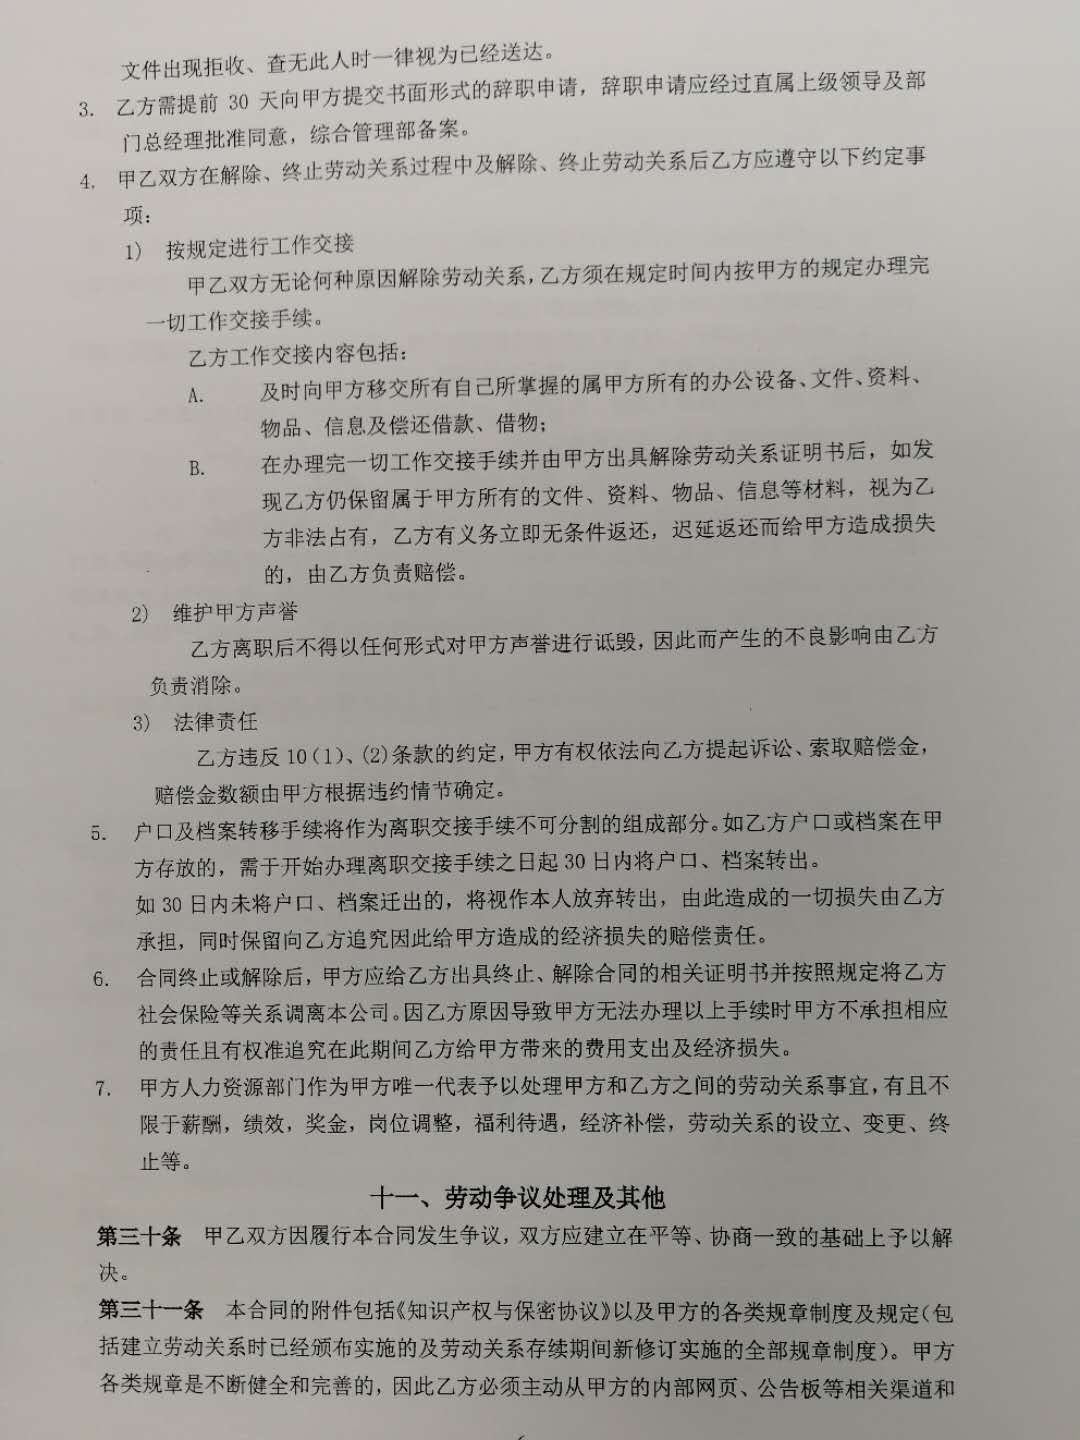 文件出现拒收、查无此人时一律视为已经送达。
3. 乙方需提前 30 天向甲方提交书面形式的辞职申请，辞职申请应经过直属上级领导及部
门总经理批准同意，综合管理部备案。
4. 甲乙双方在解除、终止劳动关系过程中及解除、终止劳动关系后乙方应遵守以下约定事
项：
1) 按规定进行工作交接
甲乙双方无论何种原因解除劳动关系，乙方须在规定时间内按甲方的规定办理完
一切工作交接手续。
乙方工作交接内容包括：
A. 及时向甲方移交所有自己所掌握的属甲方所有的办公设备、文件、资料、
物品、信息及偿还借款、借物；
B. 在办理完一切工作交接手续并由甲方出具解除劳动关系证明书后，如发
现乙方仍保留属于甲方所有的文件、资料、物品、信息等材料，视为乙
方非法占有，乙方有义务立即无条件返还，迟延返还而给甲方造成损失
的，由乙方负责赔偿。
2) 维护甲方声誉
乙方离职后不得以任何形式对甲方声誉进行诋毁，因此而产生的不良影响由乙方
负责消除。
3) 法律责任
乙方违反 10(1)、(2)条款的约定，甲方有权依法向乙方提起诉讼、索取赔偿金，
赔偿金数额由甲方根据违约情节确定。
5. 户口及档案转移手续将作为离职交接手续不可分割的组成部分。如乙方户口或档案在甲
方存放的，需于开始办理离职交接手续之日起 30 日内将户口、档案转出。
如 30 日内未将户口、档案迁出的，将视作本人放弃转出，由此造成的一切损失由乙方
承担，同时保留向乙方追究因此给甲方造成的经济损失的赔偿责任。
6. 合同终止或解除后，甲方应给乙方出具终止、解除合同的相关证明书并按照规定将乙方
社会保险等关系调离本公司。因乙方原因导致甲方无法办理以上手续时甲方不承担相应
的责任且有权准追究在此期间乙方给甲方带来的费用支出及经济损失。
7. 甲方人力资源部门作为甲方唯一代表予以处理甲方和乙方之间的劳动关系事宜，有且不
限于薪酬，绩效，奖金，岗位调整，福利待遇，经济补偿，劳动关系的设立、变更、终
止等。
十一、劳动争议处理及其他
第三十条 甲乙双方因履行本合同发生争议，双方应建立在平等、协商一致的基础上予以解
决。
第三十一条 本合同的附件包括《知识产权与保密协议》以及甲方的各类规章制度及规定（包
括建立劳动关系时已经颁布实施的及劳动关系存续期间新修订实施的全部规章制度）。甲方
各类规章是不断健全和完善的，因此乙方必须主动从甲方的内部网页、公告板等相关渠道和